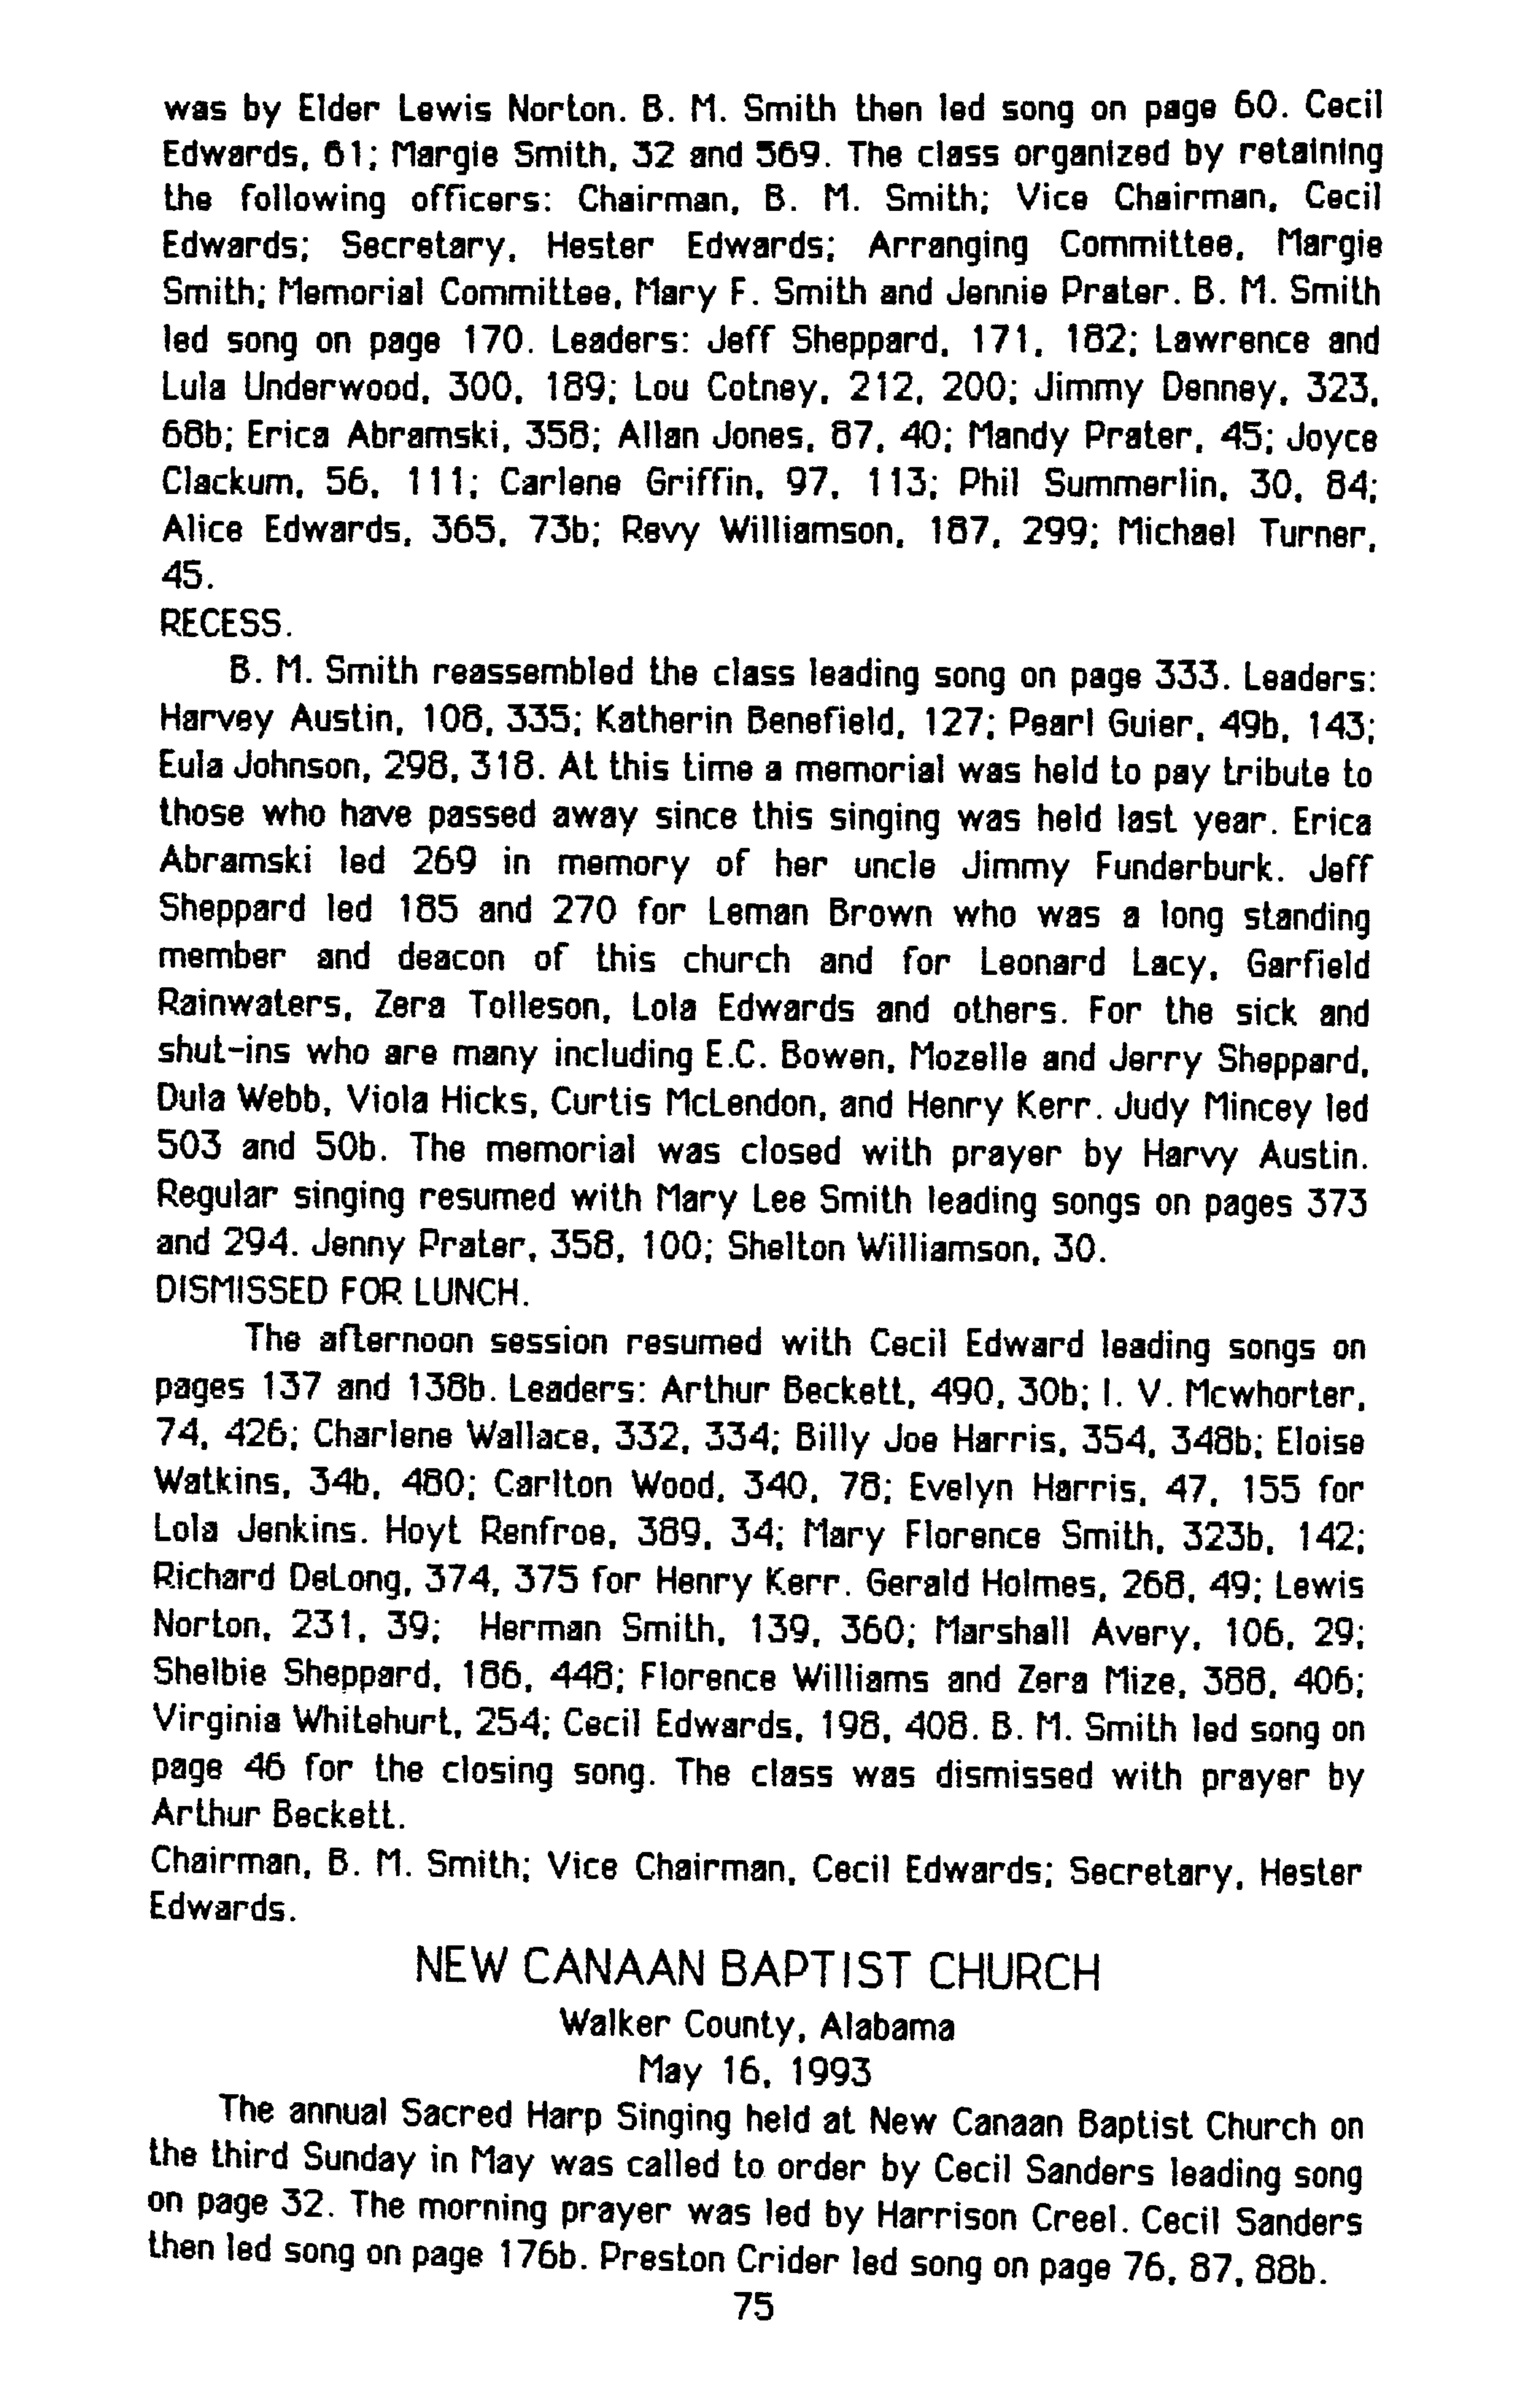 was by Elder Lewis Norton. B. M. Smith then led song on page 60. Cecil
Edwards, 61; Margie Smith, 32 and 569. The class organized by retaining
the following officers: Chairman, B. M. Smith; Vice Chairman, Cecil
Edwards; Secretary, Hester Edwards; Arranging Committee, Margie
Smith; Memorial Committee, Mary F. Smith and Jennie Prater. B. M. Smith
led song on page 170. Leaders: Jeff Sheppard, 171, 182; Lawrence and
Lula Underwood, 300, 189; Lou Cotney, 212, 200; Jimmy Denney, 323,
68b; Erica Abramski, 358; Allan Jones, 87, 40; Mandy Prater, 45; Joyce
Clackum, 56, 111; Carlene Griffin, 97, 113; Phil Summerlin, 30, 84;
Alice Edwards, 365, 73b; Revy Williamson, 187, 299; Michael Turner,
45.
RECESS.
B. M. Smith reassembled the class leading song on page 333. Leaders:
Harvey Austin, 108, 335; Katherin Benefield, 127; Pearl Guier, 49b, 143;
Eula Johnson, 298, 318. At this time a memorial was held to pay tribute to
those who have passed away since this singing was held last year. Erica
Abramski led 269 in memory of her uncle Jimmy Funderburk. Jeff
Sheppard led 185 and 270 for Leman Brown who was a long standing
member and deacon of this church and for Leonard Lacy, Garfield
Rainwaters, Zera Tolleson, Lola Edwards and others. For the sick and
shut-ins who are many including E.C. Bowen, Mozelle and Jerry Sheppard,
Dula Webb, Viola Hicks, Curtis McLendon, and Henry Kerr. Judy Mincey led
503 and 50b. The memorial was closed with prayer by Harvy Austin.
Regular singing resumed with Mary Lee Smith leading songs on pages 373
and 294. Jenny Prater, 358, 100; Shelton Williamson, 30.
DISMISSED FOR LUNCH.
The afternoon session resumed with Cecil Edward leading songs on
pages 137 and 138b. Leaders: Arthur Beckett, 490, 30b; I. V. Mcwhorter,
74, 426; Charlene Wallace, 332, 334; Billy Joe Harris, 354, 348b; Eloise
Watkins, 34b, 480; Carlton Wood, 340, 78; Evelyn Harris, 47, 155 for
Lola Jenkins. Hoyt Renfroe, 389, 34; Mary Florence Smith, 323b, 142;
Richard DeLong, 374, 375 for Henry Kerr. Gerald Holmes, 268, 49; Lewis
Norton, 231, 39; Herman Smith, 139, 360; Marshall Avery, 106, 29;
Shelbie Sheppard, 186, 448; Florence Williams and Zera Mize, 388, 406;
Virginia Whitehurt, 254; Cecil Edwards, 198, 408. B. M. Smith led song on
page 46 for the closing song. The class was dismissed with prayer by
Arthur Beckett.
Chairman, B. M. Smith; Vice Chairman, Cecil Edwards; Secretary, Hester
Edwards.
NEW CANAAN BAPTIST CHURCH
Walker County, Alabama
May 16, 1993
The annual Sacred Harp Singing held at New Canaan Baptist Church on
the third Sunday in May was called to order by Cecil Sanders leading song
on page 32. The morning prayer was led by Harrison Creel. Cecil Sanders
then led song on page 176b. Preston Crider led song on page 76, 87, 88b.
75